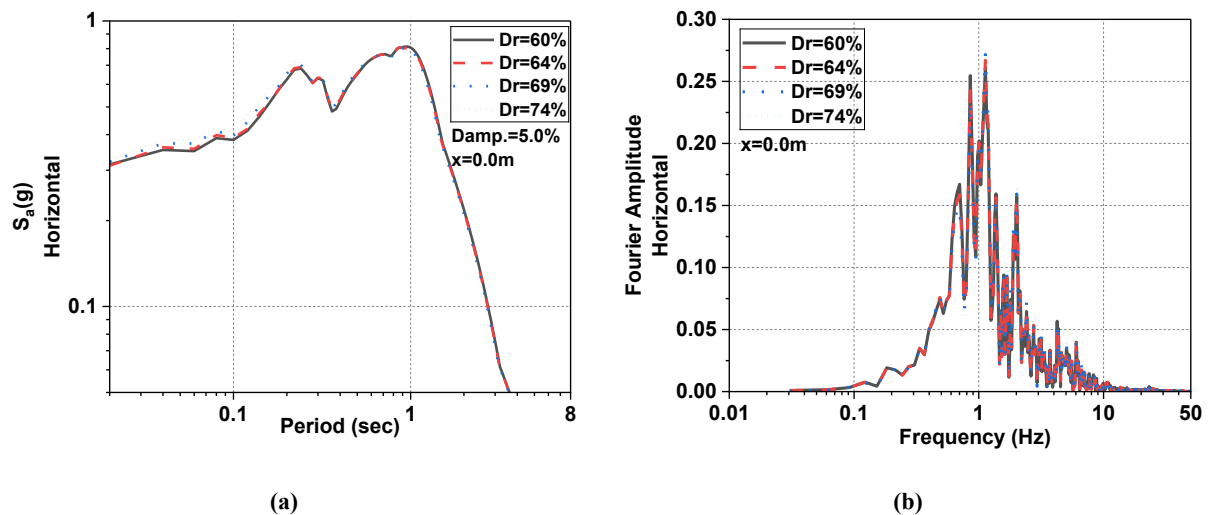 (a)
1
0.1
Sa(g)
Horizontal
Dr=60%
Dr=64%
Dr=69%
Dr=74%
Damp.=5.0%
x=0.0m
0.1
1
8
Period (sec)
(b)
0.30
0.25
0.20
0.15
0.10
0.05
0.00
Fourier Amplitude
Horizontal
Dr=60%
Dr=64%
Dr=69%
Dr=74%
x=0.0m
0.01
0.1
1
10
50
Frequency (Hz)
(a)
(b)